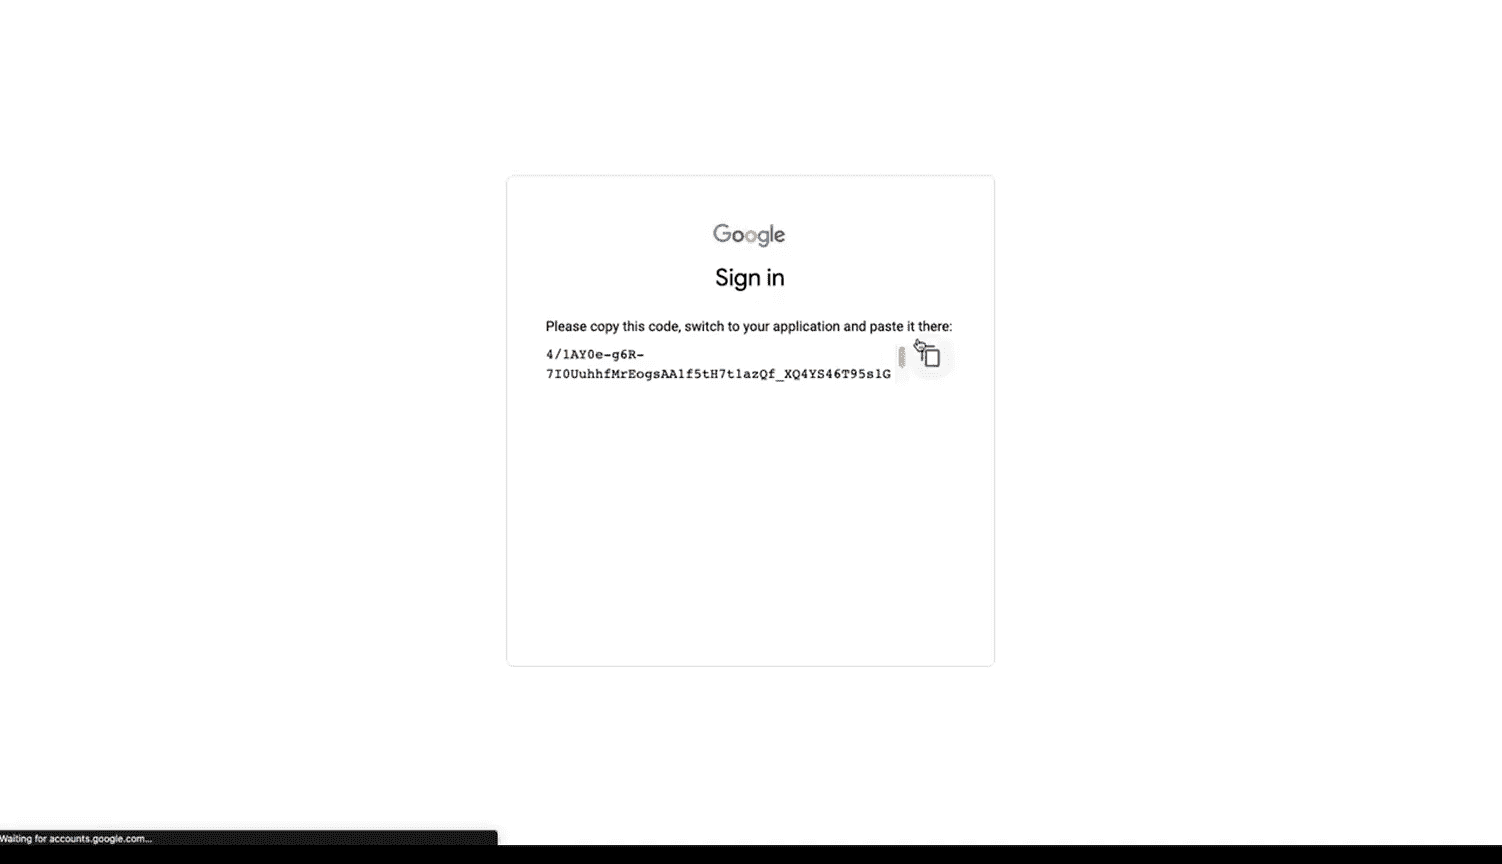 Google
Sign in
Please copy this code, switch to your application and paste it there:
4/1AY0e-g6R-
7I0UuhhfMrEogsAA1f5tH7tlazQf_XQ4YS46T95slG
Waiting for accounts.google.com...